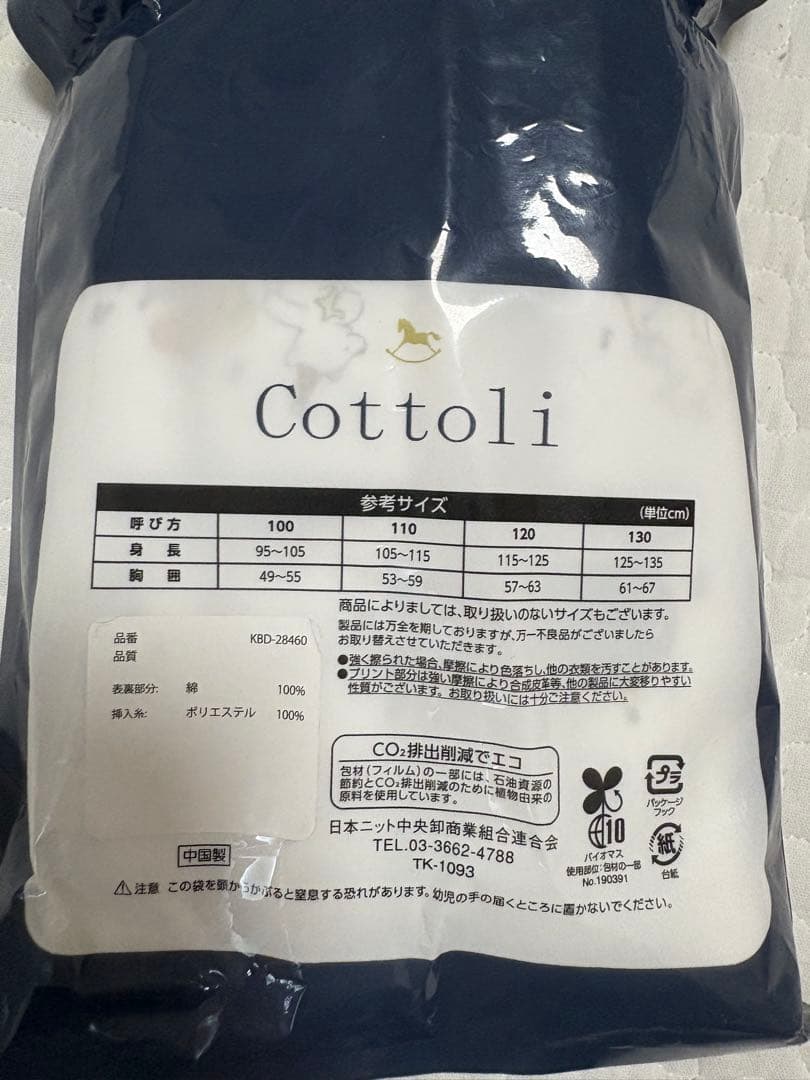 Cottoli
参考サイズ (単位cm)
呼び方 100 110 120 130
身長 95~105 105~115 115~125 125~135
胸囲 49~55 53~59 57~63 61~67
商品によりましては、取り扱いのないサイズもございます。
製品には万全を期しておりますが、万一不良品がございましたら
お取り替えさせていただきます。
●強く擦られた場合、摩擦により色落ちし、他の衣類を汚すことがあります。
●プリント部分は強い摩擦により合成皮革等、他の製品に大変移りやすい
性質がございます。お取り扱いには十分ご注意ください。
品番 KBD-28460
品質
表裏部分: 綿 100%
挿入糸: ポリエステル 100%
CO₂排出削減でエコ
包材(フィルム)の一部には、石油資源の
節約とCO₂排出削減のために植物由来の
原料を使用しています。
日本ニット中央卸商業組合連合会
TEL.03-3662-4788
TK-1093
10
バイオマス
使用部位:包材の一部
No.190391
プラ
パッケージ
フック
紙
台紙
中国製
⚠注意 この袋を頭からかぶると窒息する恐れがあります。幼児の手の届くところに置かないでください。